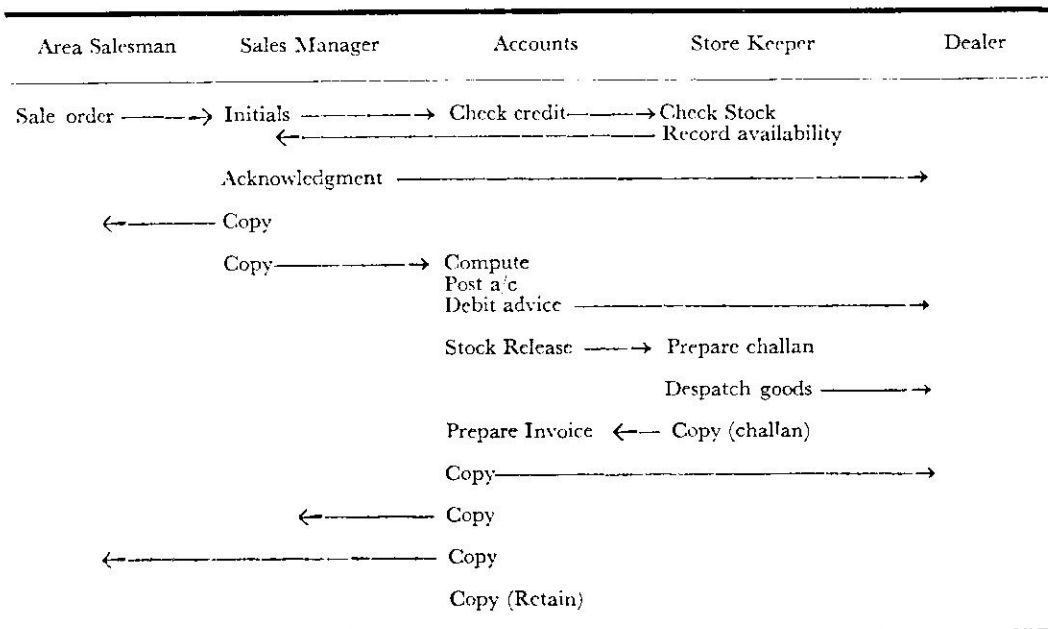 Area Salesman Sales Manager Accounts Store Keeper Dealer
Sale order Initials Check credit Check Stock
Record availability
Acknowledgment
Copy
Copy Compute
Post a/c
Debit advice
Stock Release Prepare challan
Despatch goods
Prepare Invoice Copy (challan)
Copy
Copy
Copy
Copy (Retain)